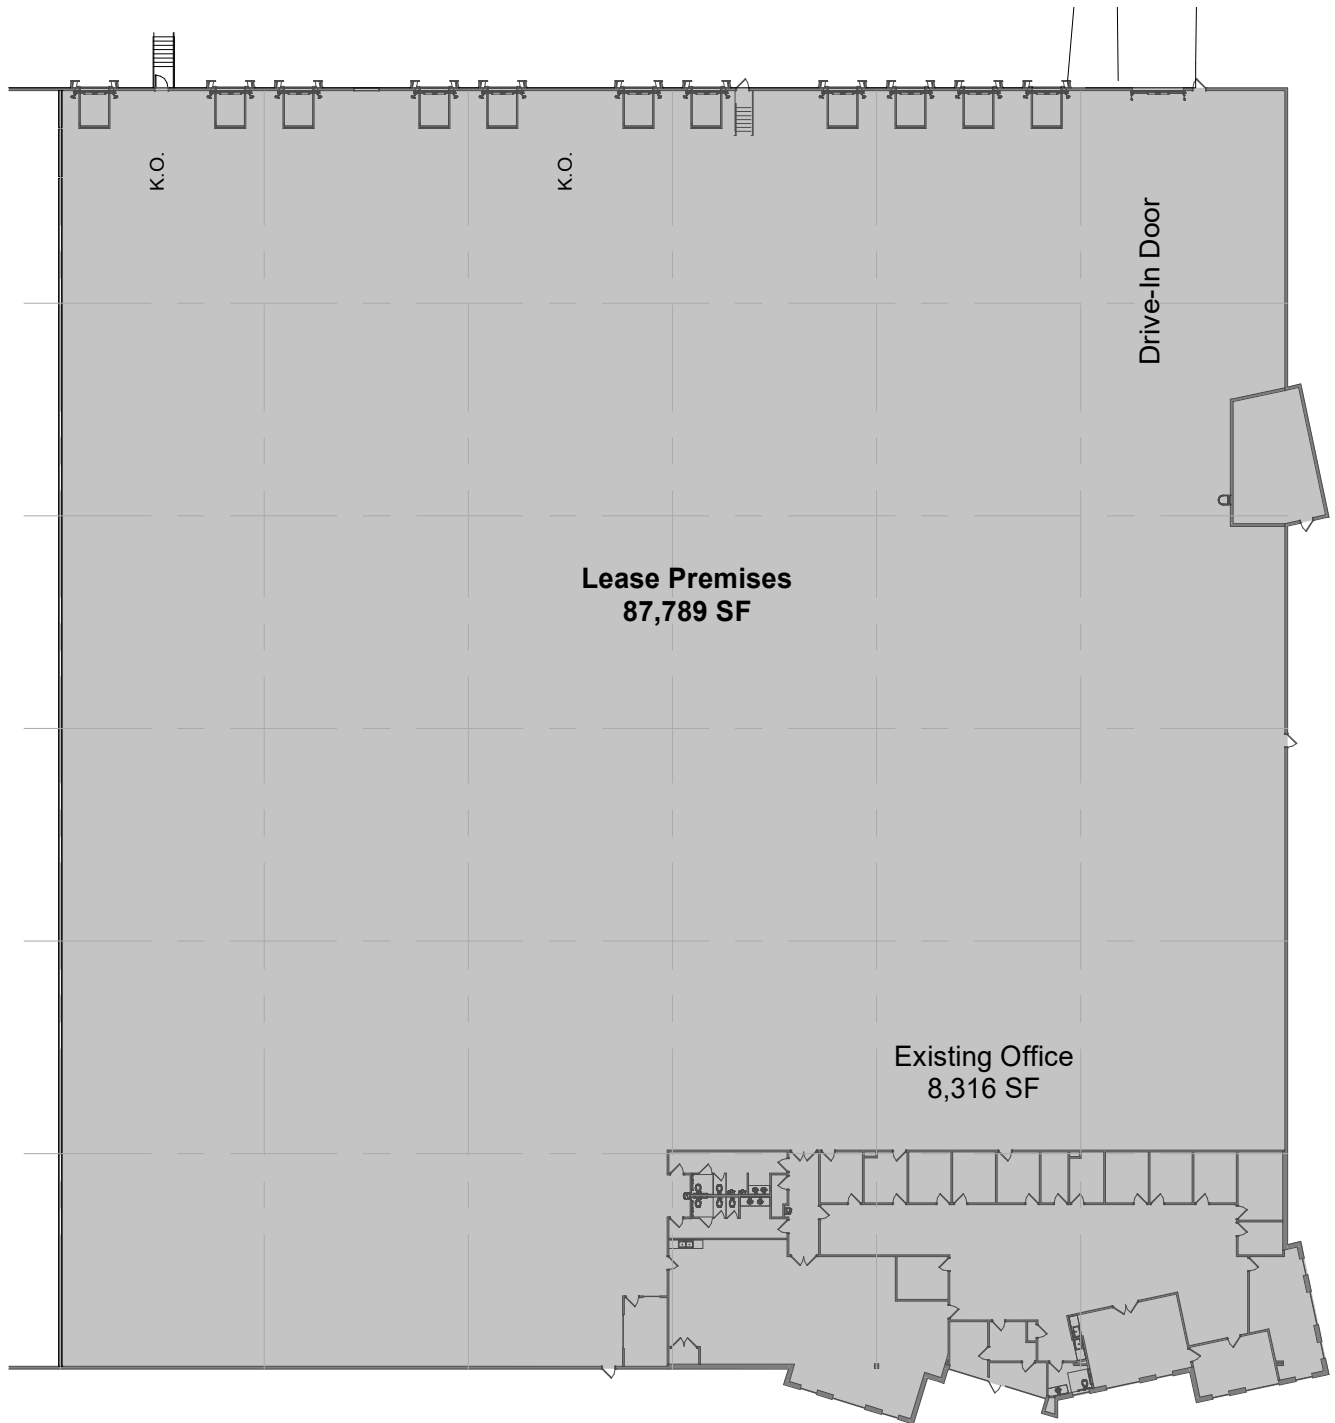 K.O.
K.O.
Drive-In Door
Lease Premises
87,789 SF
Existing Office
8,316 SF